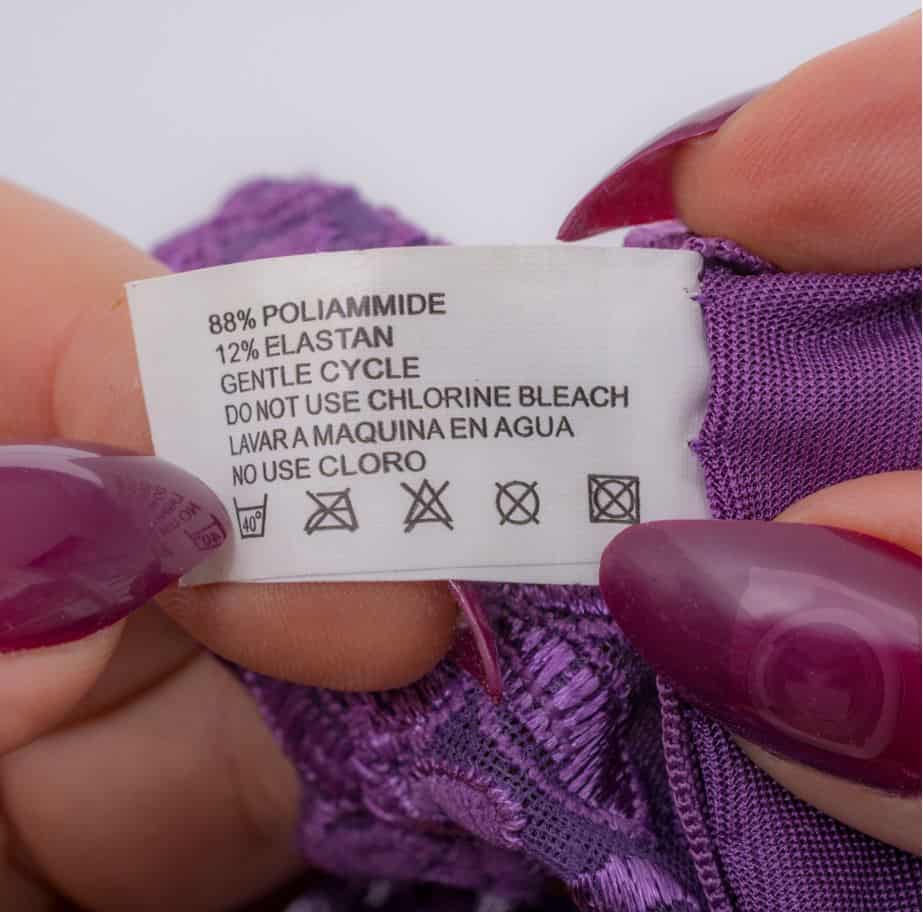 88% POLIAMMIDE
12% ELASTAN
GENTLE CYCLE
DO NOT USE CHLORINE BLEACH
LAVAR A MAQUINA EN AGUA
NO USE CLORO
40°